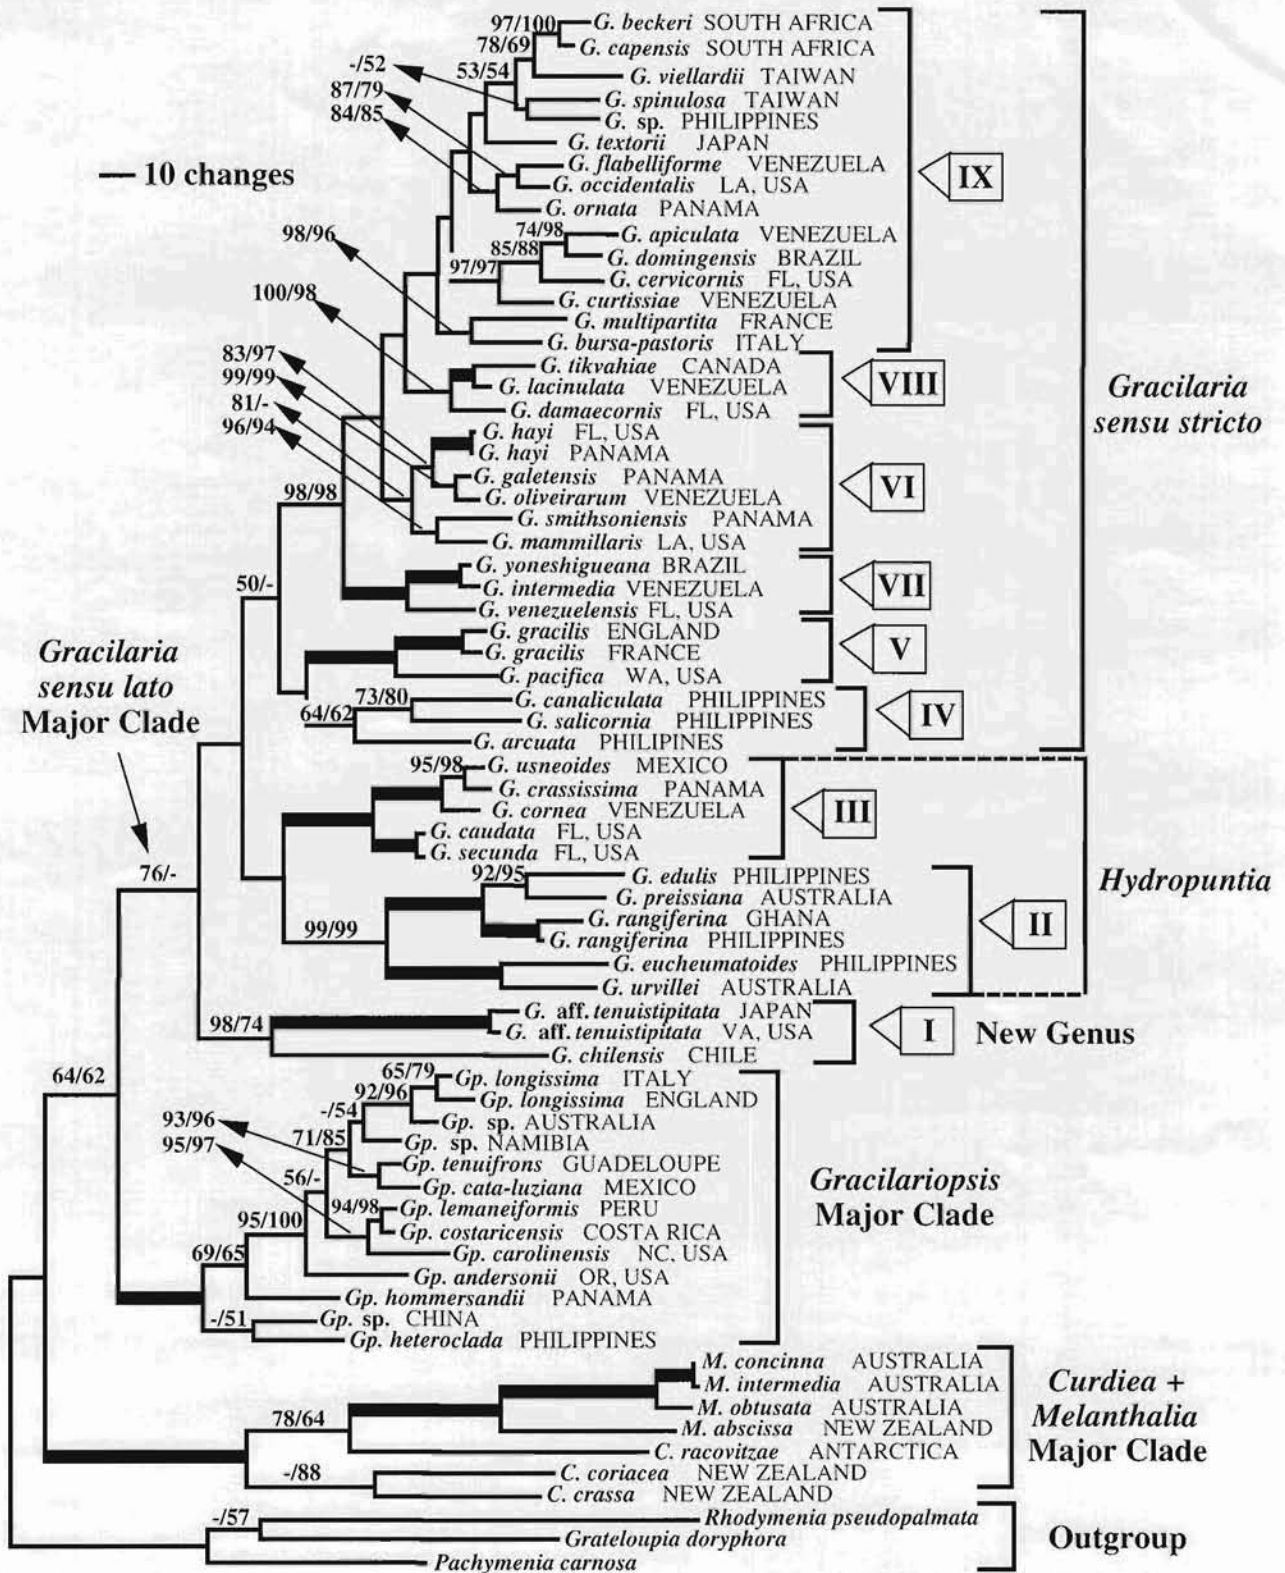 97/100
G. beckeri SOUTH AFRICA
78/69
G. capensis SOUTH AFRICA
-/52
53/54
G. viellardii TAIWAN
87/79
G. spinulosa TAIWAN
84/85
G. sp. PHILIPPINES
G. textorii JAPAN
10 changes
G. flabelliforme VENEZUELA
IX
G. occidentalis LA, USA
G. ornata PANAMA
98/96
74/98
G. apiculata VENEZUELA
85/88
G. domingensis BRAZIL
97/97
G. cervicornis FL, USA
100/98
G. curtissiae VENEZUELA
G. multipartita FRANCE
G. bursa-pastoris ITALY
83/97
G. tikvahiae CANADA
99/99
G. lacinulata VENEZUELA
VIII
81/-
G. damaecornis FL, USA
Gracilaria
sensu stricto
96/94
G. hayi FL, USA
G. hayi PANAMA
G. galetensis PANAMA
VI
98/98
G. oliveirarum VENEZUELA
G. smithsoniensis PANAMA
G. mammillaris LA, USA
G. yoneshigueana BRAZIL
50/-
G. intermedia VENEZUELA
VII
G. venezuelensis FL, USA
G. gracilis ENGLAND
Gracilaria
sensu lato
Major Clade
G. gracilis FRANCE
V
G. pacifica WA, USA
73/80
G. canaliculata PHILIPPINES
64/62
G. salicornia PHILIPPINES
IV
G. arcuata PHILIPINES
95/98
G. usneoides MEXICO
G. crassissima PANAMA
G. cornea VENEZUELA
III
G. caudata FL, USA
G. secunda FL, USA
76/-
92/95
G. edulis PHILIPPINES
Hydropuntia
G. preissiana AUSTRALIA
G. rangiferina GHANA
II
99/99
G. rangiferina PHILIPPINES
G. eucheumatoides PHILIPPINES
G. urvillei AUSTRALIA
98/74
G. aff. tenuistipitata JAPAN
G. aff. tenuistipitata VA, USA
I New Genus
G. chilensis CHILE
64/62
65/79
Gp. longissima ITALY
92/96
Gp. longissima ENGLAND
93/96
-/54
Gp. sp. AUSTRALIA
95/97
71/85
Gp. sp. NAMIBIA
Gp. tenuifrons GUADELOUPE
56/-
Gp. cata-luziana MEXICO
Gracilariopsis
Major Clade
94/98
Gp. lemaneiformis PERU
95/100
Gp. costaricensis COSTA RICA
69/65
Gp. carolinensis NC, USA
Gp. andersonii OR, USA
Gp. hommersandii PANAMA
-/51
Gp. sp. CHINA
Gp. heteroclada PHILIPPINES
M. concinna AUSTRALIA
M. intermedia AUSTRALIA
M. obtusata AUSTRALIA
Curdiea +
Melanthalia
Major Clade
78/64
M. abscissa NEW ZEALAND
C. racovitzae ANTARCTICA
-/88
C. coriacea NEW ZEALAND
C. crassa NEW ZEALAND
-/57
Rhodymenia pseudopalmata
Grateloupia doryphora
Outgroup
Pachymenia carnosa